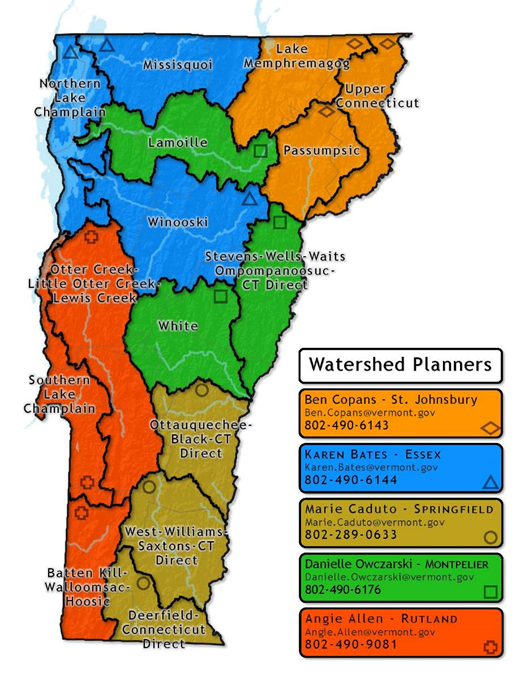 Lake
Memphremagog
Missisquoi
Northern
Lake
Champlain
Upper
Connecticut
Lamoille
Passumpsic
Winooski
Stevens-Wells-Waits
Ompompanoosuc-
CT Direct
Otter Creek-
Little Otter Creek-
Lewis Creek
White
Southern
Lake
Champlain
Ottauquechee-
Black-CT
Direct
West-Williams-
Saxtons-CT
Direct
Batten Kill-
Walloomsac-
Hoosic
Deerfield-
Connecticut
Direct
Watershed Planners
Ben Copans - St. Johnsbury
Ben.Copans@vermont.gov
802-490-6143
KAREN BATES - ESSEX
Karen.Bates@vermont.gov
802-490-6144
Marie Caduto - SPRINGFIELD
Marie.Caduto@vermont.gov
802-289-0633
Danielle Owczarski - MONTPELIER
Danielle.Owczarski@vermont.gov
802-490-6176
Angie Allen - RUTLAND
Angie.Allen@vermont.gov
802-490-9081